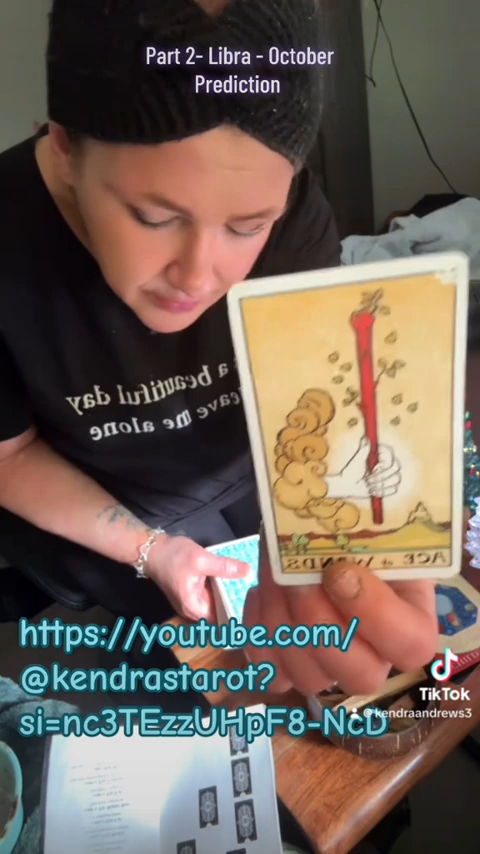 Part 2- Libra - October
Prediction
a beautiful day
leave me alone
ACE of WANDS
https://youtube.com/
@kendrastarot?
si=nc3TEzzUHpF8-NcD
TikTok
@kendraandrews3